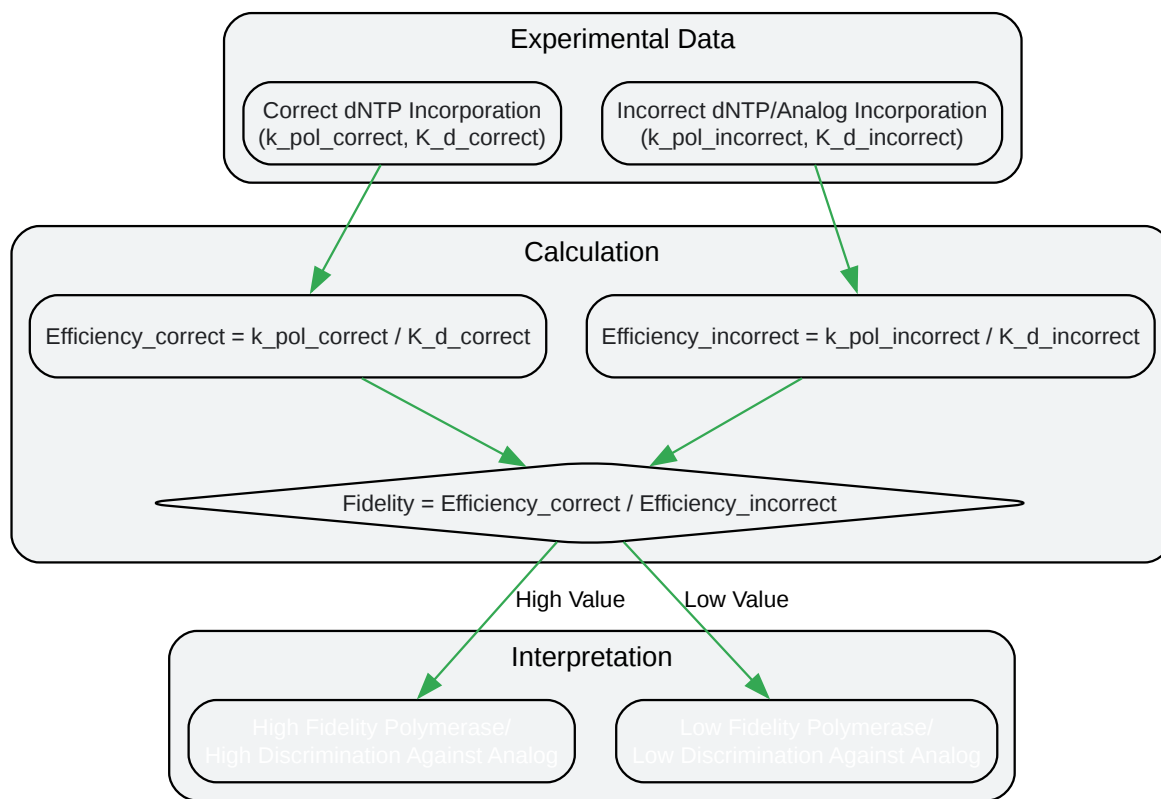 Experimental Data
Correct dNTP Incorporation
(k_pol_correct, K_d_correct)
Incorrect dNTP/Analog Incorporation
(k_pol_incorrect, K_d_incorrect)
Calculation
Efficiency_correct = k_pol_correct / K_d_correct
Efficiency_incorrect = k_pol_incorrect / K_d_incorrect
Fidelity = Efficiency_correct / Efficiency_incorrect
High Value
Low Value
Interpretation
High Fidelity Polymerase/
High Discrimination Against Analog
Low Fidelity Polymerase/
Low Discrimination Against Analog